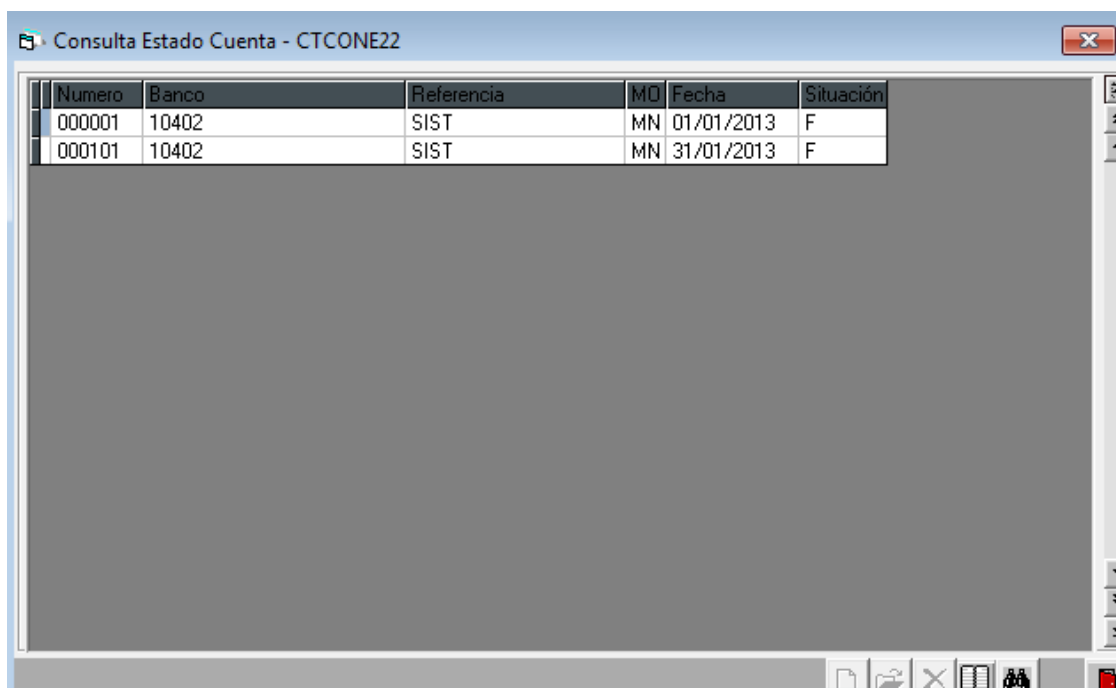 Consulta Estado Cuenta - CTCONE22
Numero Banco Referencia MO Fecha Situación
000001 10402 SIST MN 01/01/2013 F
000101 10402 SIST MN 31/01/2013 F